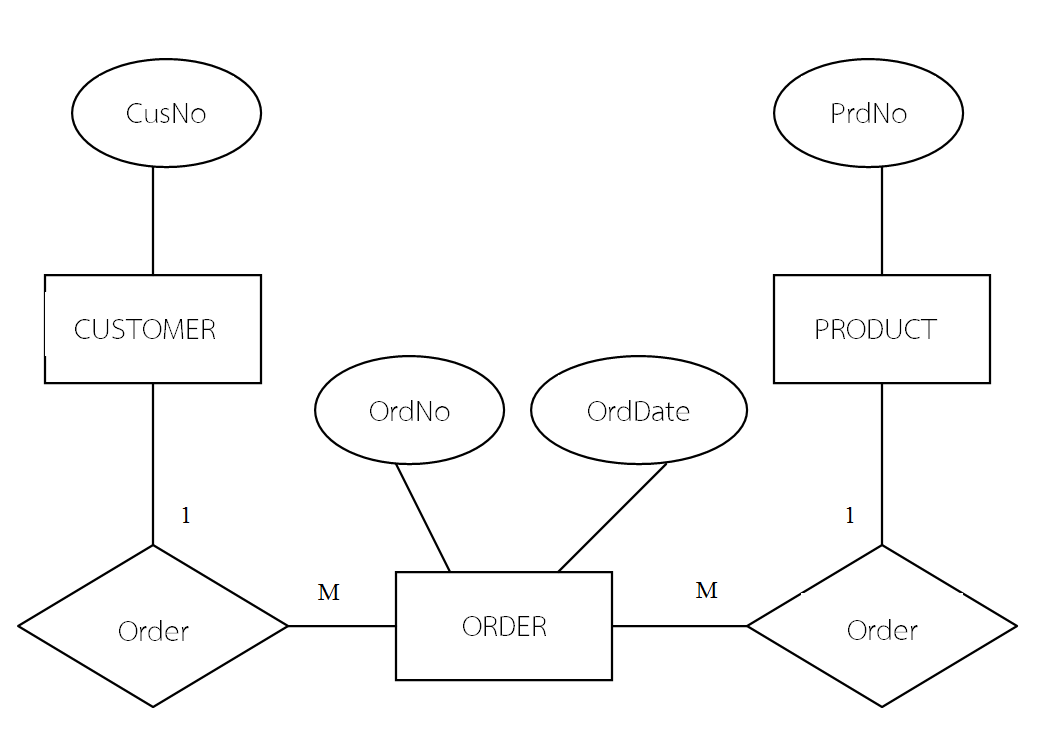 CusNo
PrdNo
CUSTOMER
PRODUCT
OrdNo
OrdDate
1
1
M
M
Order
ORDER
Order